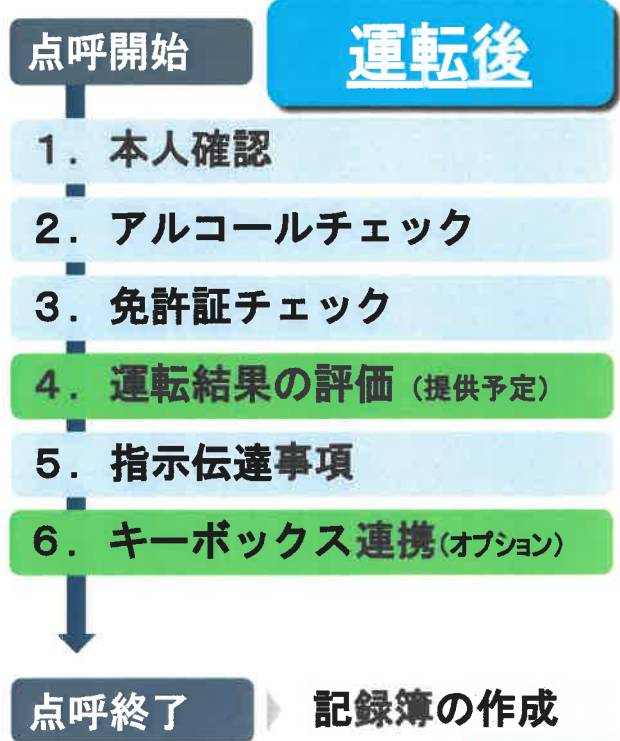 点呼開始
運転後
1. 本人確認
2. アルコールチェック
3. 免許証チェック
4. 運転結果の評価 (提供予定)
5. 指示伝達事項
6. キーボックス連携(オプション)
点呼終了
記録簿の作成